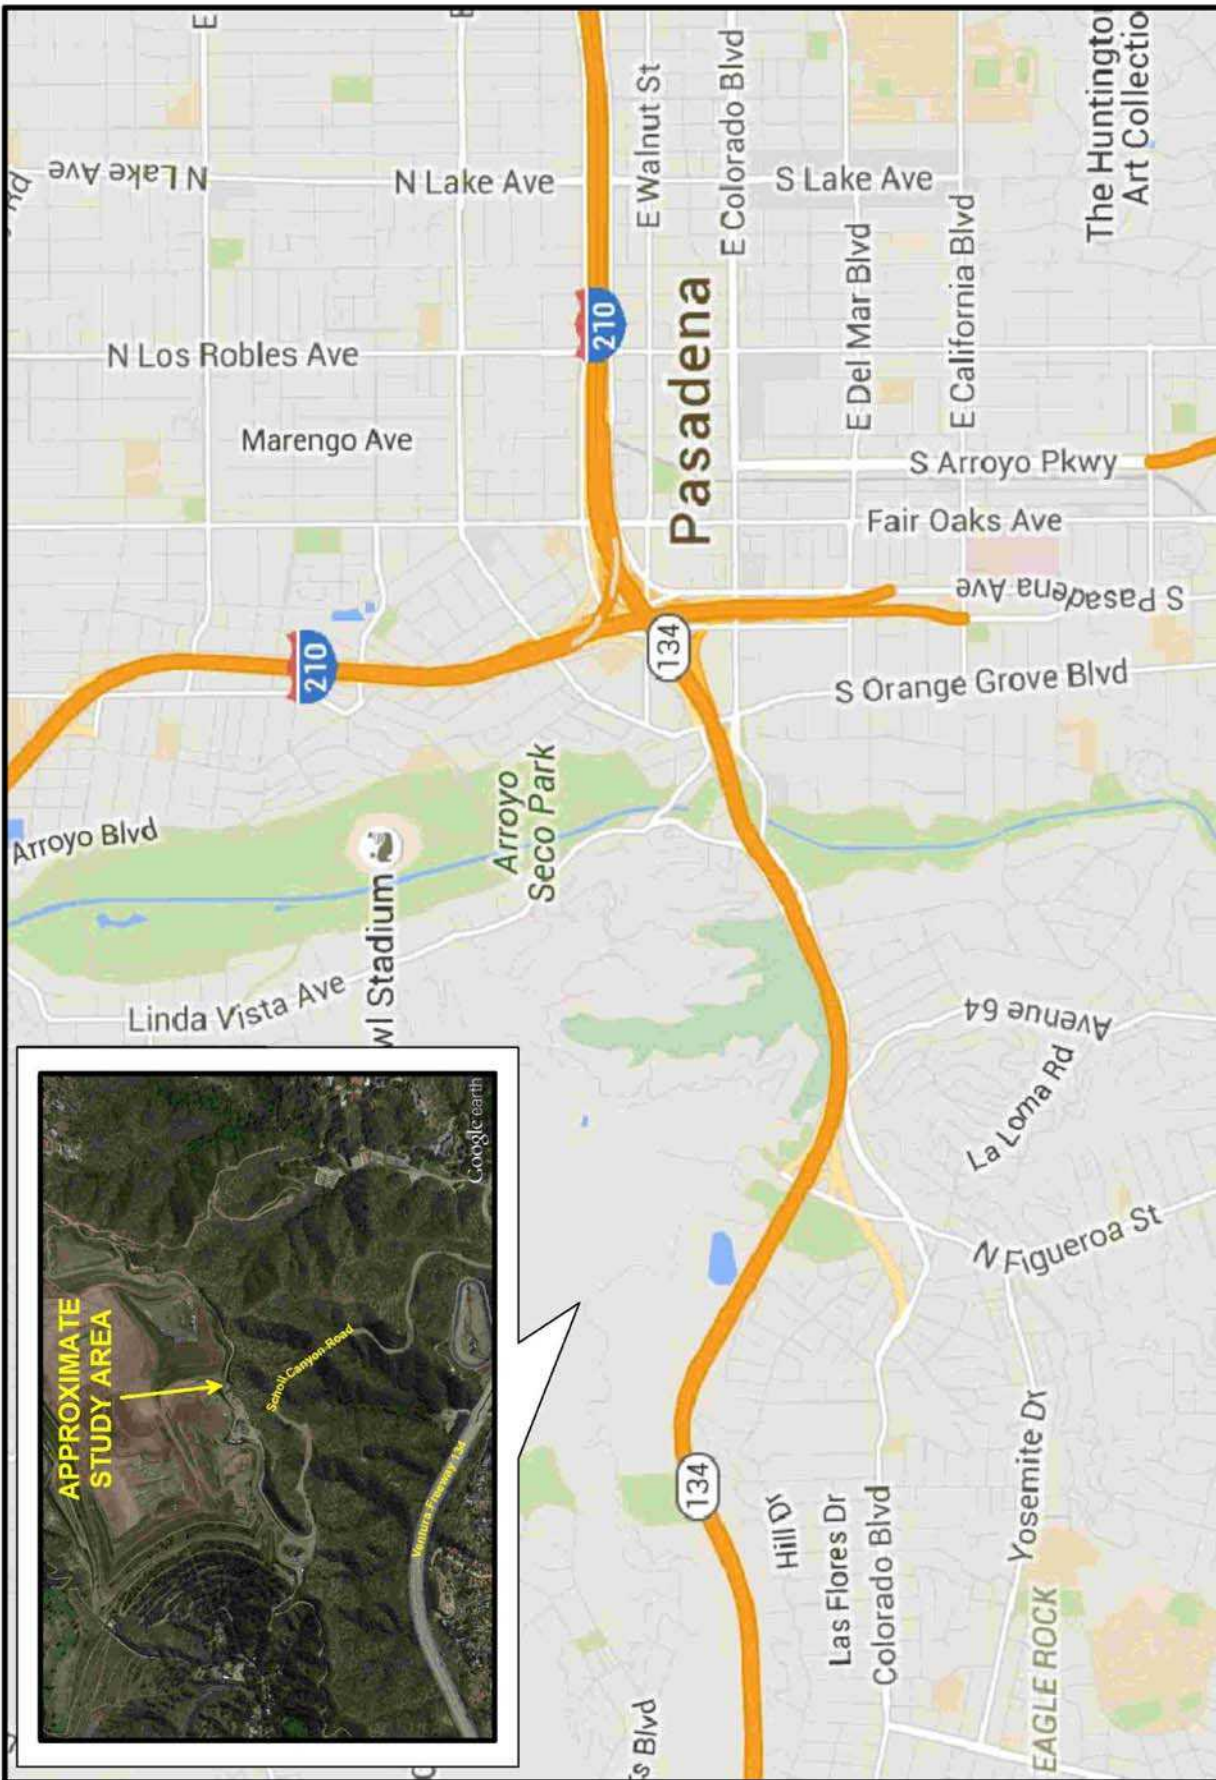 N Lake Ave
N Lake Ave
S Lake Ave
E Walnut St
E Colorado Blvd
E Del Mar Blvd
E California Blvd
The Huntingto
Art Collectio
N Los Robles Ave
210
Pasadena
Marengo Ave
S Arroyo Pkwy
Fair Oaks Ave
S Pasadena Ave
210
134
S Orange Grove Blvd
Arroyo Blvd
Arroyo
Seco Park
wl Stadium
Linda Vista Ave
Avenue 64
La Loma Rd
N Figueroa St
Yosemite Dr
134
Hill Dr
Las Flores Dr
Colorado Blvd
EAGLE ROCK
s Blvd
APPROXIMATE
STUDY AREA
Scholl Canyon Road
Ventura Freeway 134
Google earth